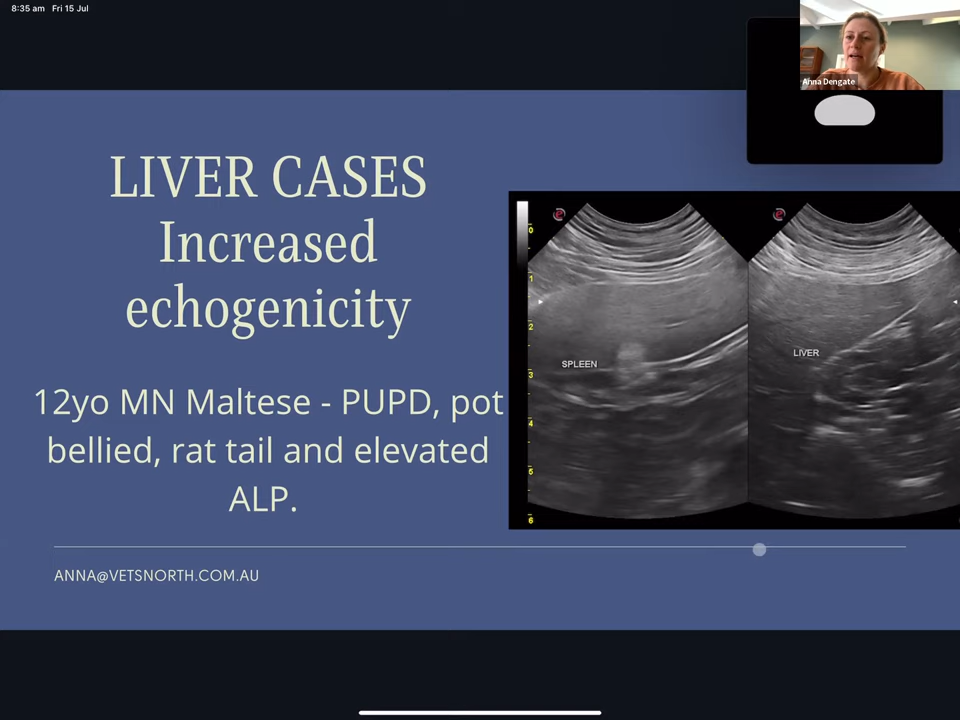 8:35 am Fri 15 Jul
Anna Dengate
LIVER CASES
Increased
echogenicity
12yo MN Maltese - PUPD, pot
bellied, rat tail and elevated
ALP.
ANNA@VETSNORTH.COM.AU
e
e
0
1
2
3
4
5
6
SPLEEN
LIVER